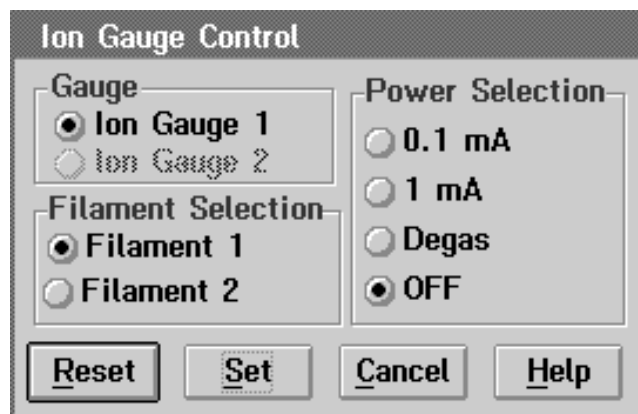 Ion Gauge Control
Gauge
Ion Gauge 1
Ion Gauge 2
Filament Selection
Filament 1
Filament 2
Power Selection
0.1 mA
1 mA
Degas
OFF
Reset
Set
Cancel
Help